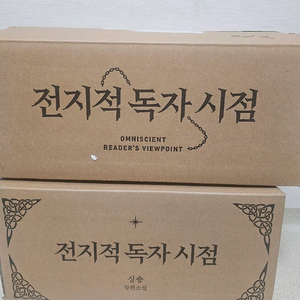 전지적 독자 시점
OMNISCIENT
READER'S VIEWPOINT
전지적 독자 시점
싱숑
장편소설